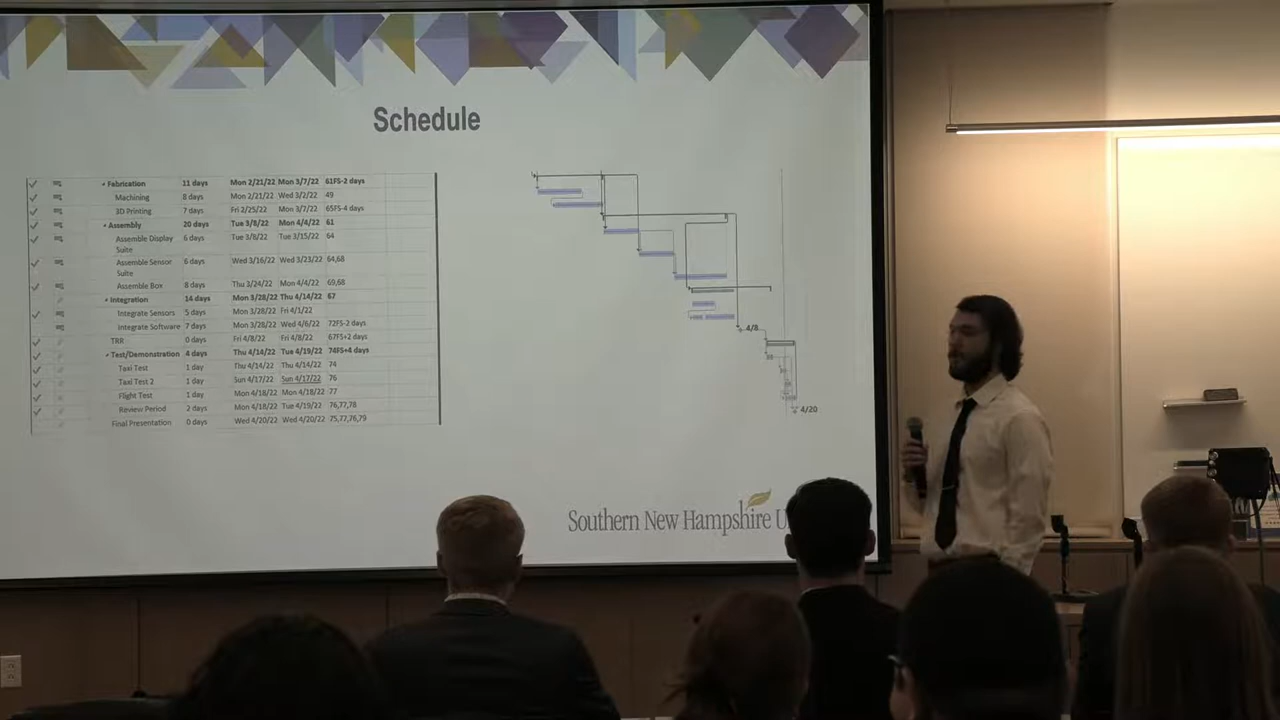 Schedule
Fabrication 11 days Mon 2/21/22 Mon 3/7/22 61FS-2 days
Machining 8 days Mon 2/21/22 Wed 3/2/22 49
3D Printing 7 days Fri 2/25/22 Mon 3/7/22 65FS-4 days
Assembly 20 days Tue 3/8/22 Mon 4/4/22 61
Assemble Display 6 days Tue 3/8/22 Tue 3/15/22 64
Suite
Assemble Sensor 6 days Wed 3/16/22 Wed 3/23/22 64,68
Suite
Assemble Box 8 days Thu 3/24/22 Mon 4/4/22 69,68
Integration 14 days Mon 3/28/22 Thu 4/14/22 67
Integrate Sensors 5 days Mon 3/28/22 Fri 4/1/22
Integrate Software 7 days Mon 3/28/22 Wed 4/6/22 72FS-2 days
TRR 0 days Fri 4/8/22 Fri 4/8/22 67FS+2 days
Test/Demonstration 4 days Thu 4/14/22 Tue 4/19/22 74FS+4 days
Taxi Test 1 day Thu 4/14/22 Thu 4/14/22 74
Taxi Test 2 1 day Sun 4/17/22 Sun 4/17/22 76
Flight Test 1 day Mon 4/18/22 Mon 4/18/22 77
Review Period 2 days Mon 4/18/22 Tue 4/19/22 76,77,78
Final Presentation 0 days Wed 4/20/22 Wed 4/20/22 75,77,76,79
4/8
4/20
Southern New Hampshire U